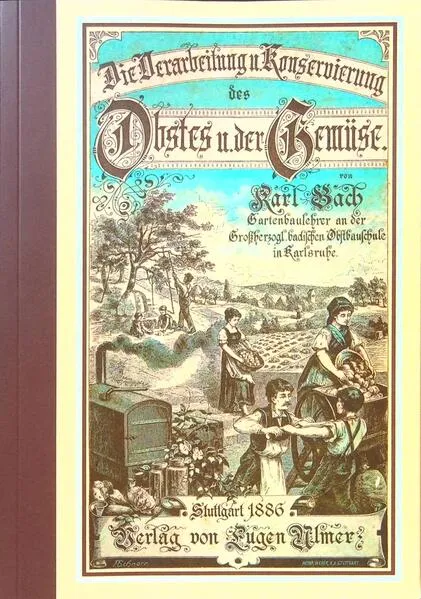 Die Verarbeitung u. Konservierung
des
Obstes u. der Gemüse.
von
Karl Bach
Gartenbaulehrer an der
Großherzogl. badischen Obstbauschule
in Karlsruhe.
Stuttgart 1886
Verlag von Eugen Ulmer.